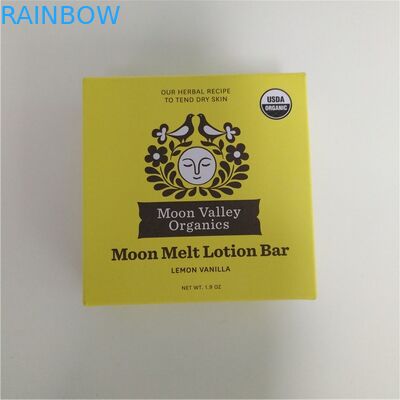 RAINBOW
OUR HERBAL RECIPE
TO TEND DRY SKIN
USDA
ORGANIC
Moon Valley
Organics
Moon Melt Lotion Bar
LEMON VANILLA
NET WT. 1.9 OZ